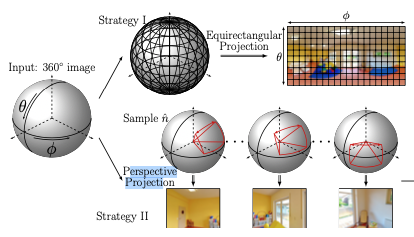 Strategy I
ϕ
Equirectangular
Projection
θ
Input: 360° image
θ
ϕ
Sample n̂
Perspective
Projection
Strategy II